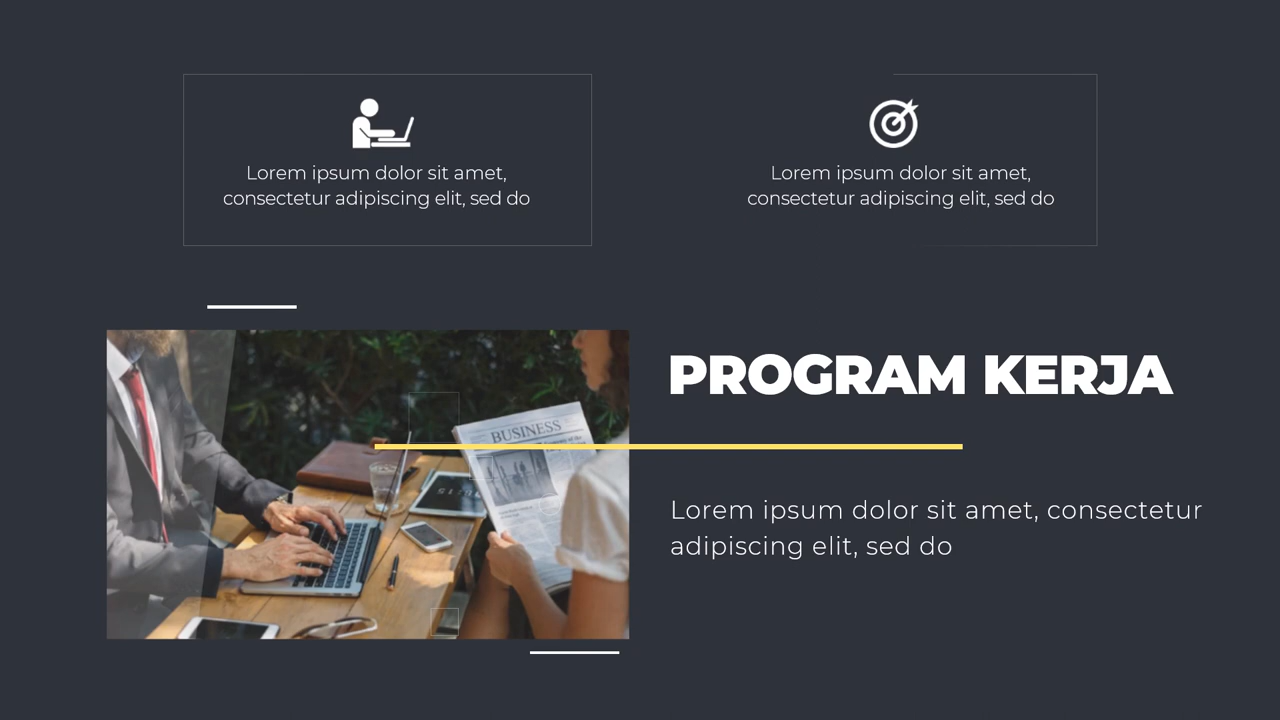 Lorem ipsum dolor sit amet,
consectetur adipiscing elit, sed do
Lorem ipsum dolor sit amet,
consectetur adipiscing elit, sed do
PROGRAM KERJA
BUSINESS
Lorem ipsum dolor sit amet, consectetur
adipiscing elit, sed do